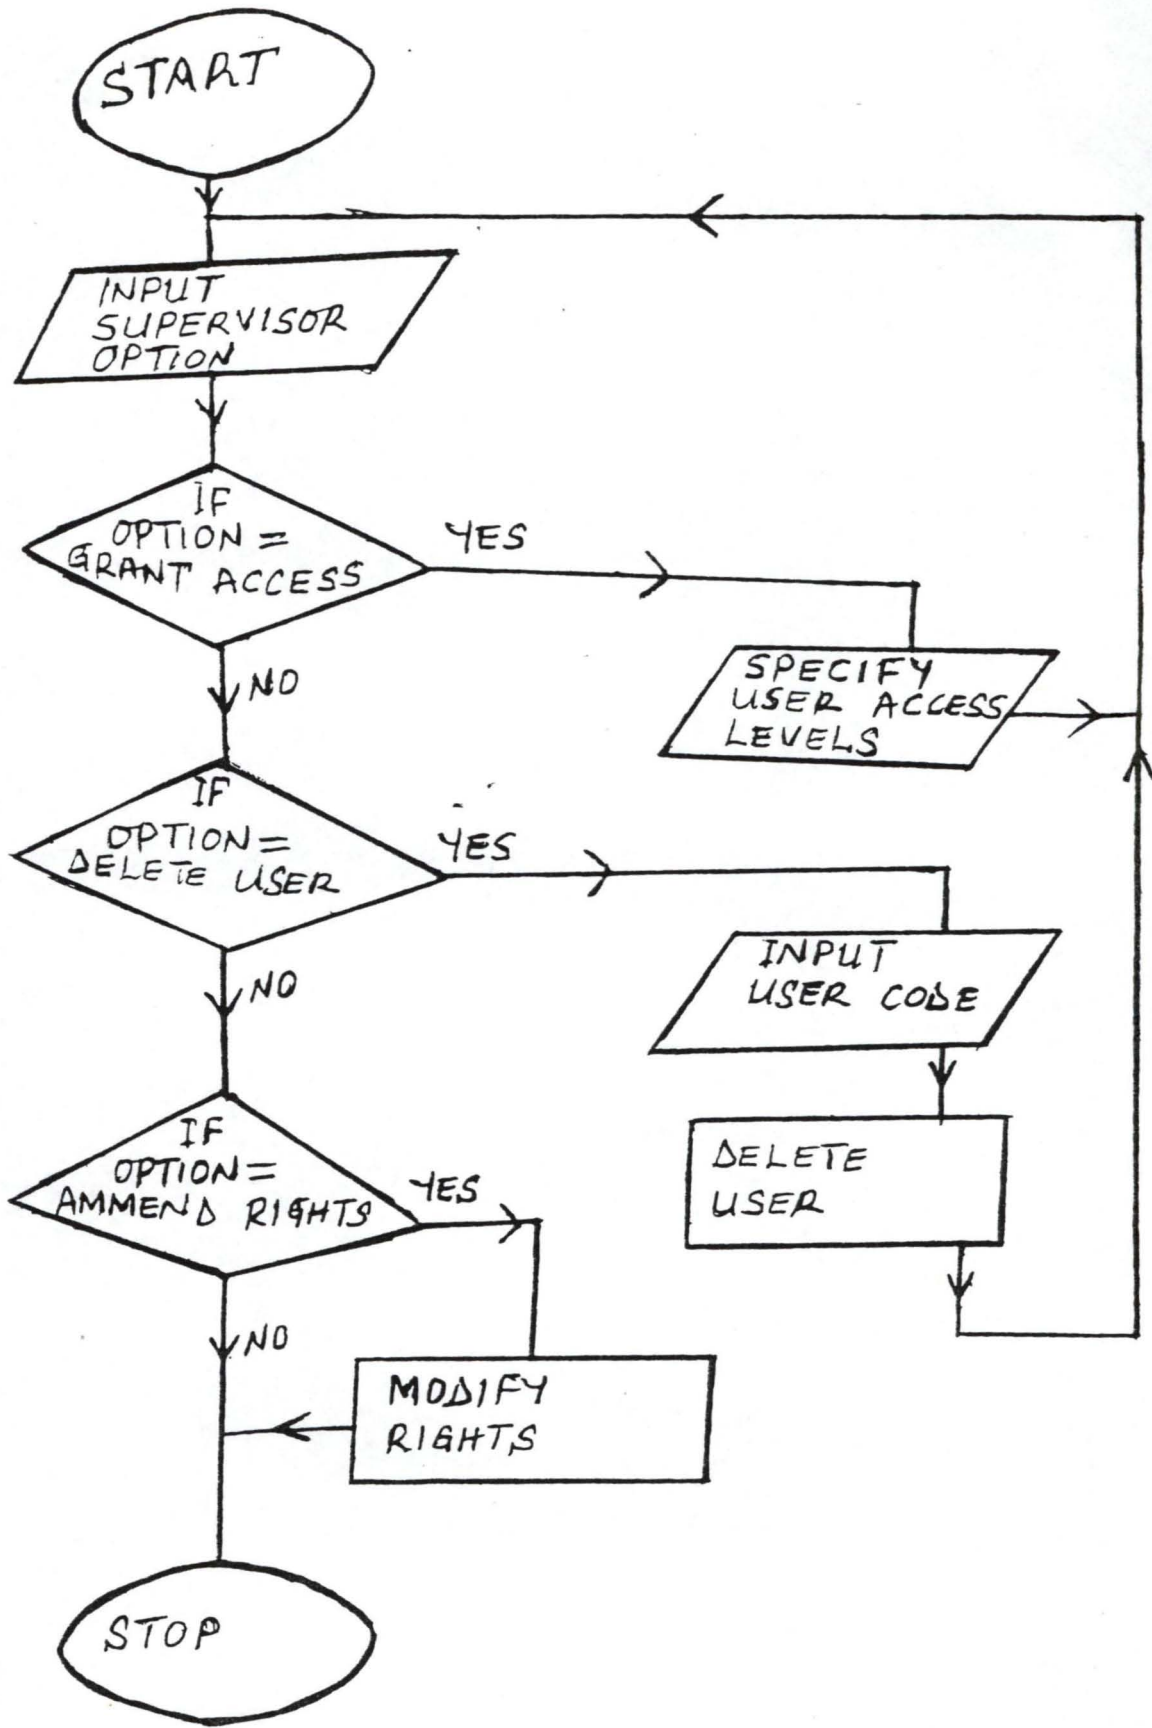 START
INPUT
SUPERVISOR
OPTION
IF
OPTION =
GRANT ACCESS
YES
SPECIFY
USER ACCESS
LEVELS
NO
IF
OPTION =
DELETE USER
YES
INPUT
USER CODE
DELETE
USER
NO
IF
OPTION =
AMMEND RIGHTS
YES
MODIFY
RIGHTS
NO
STOP